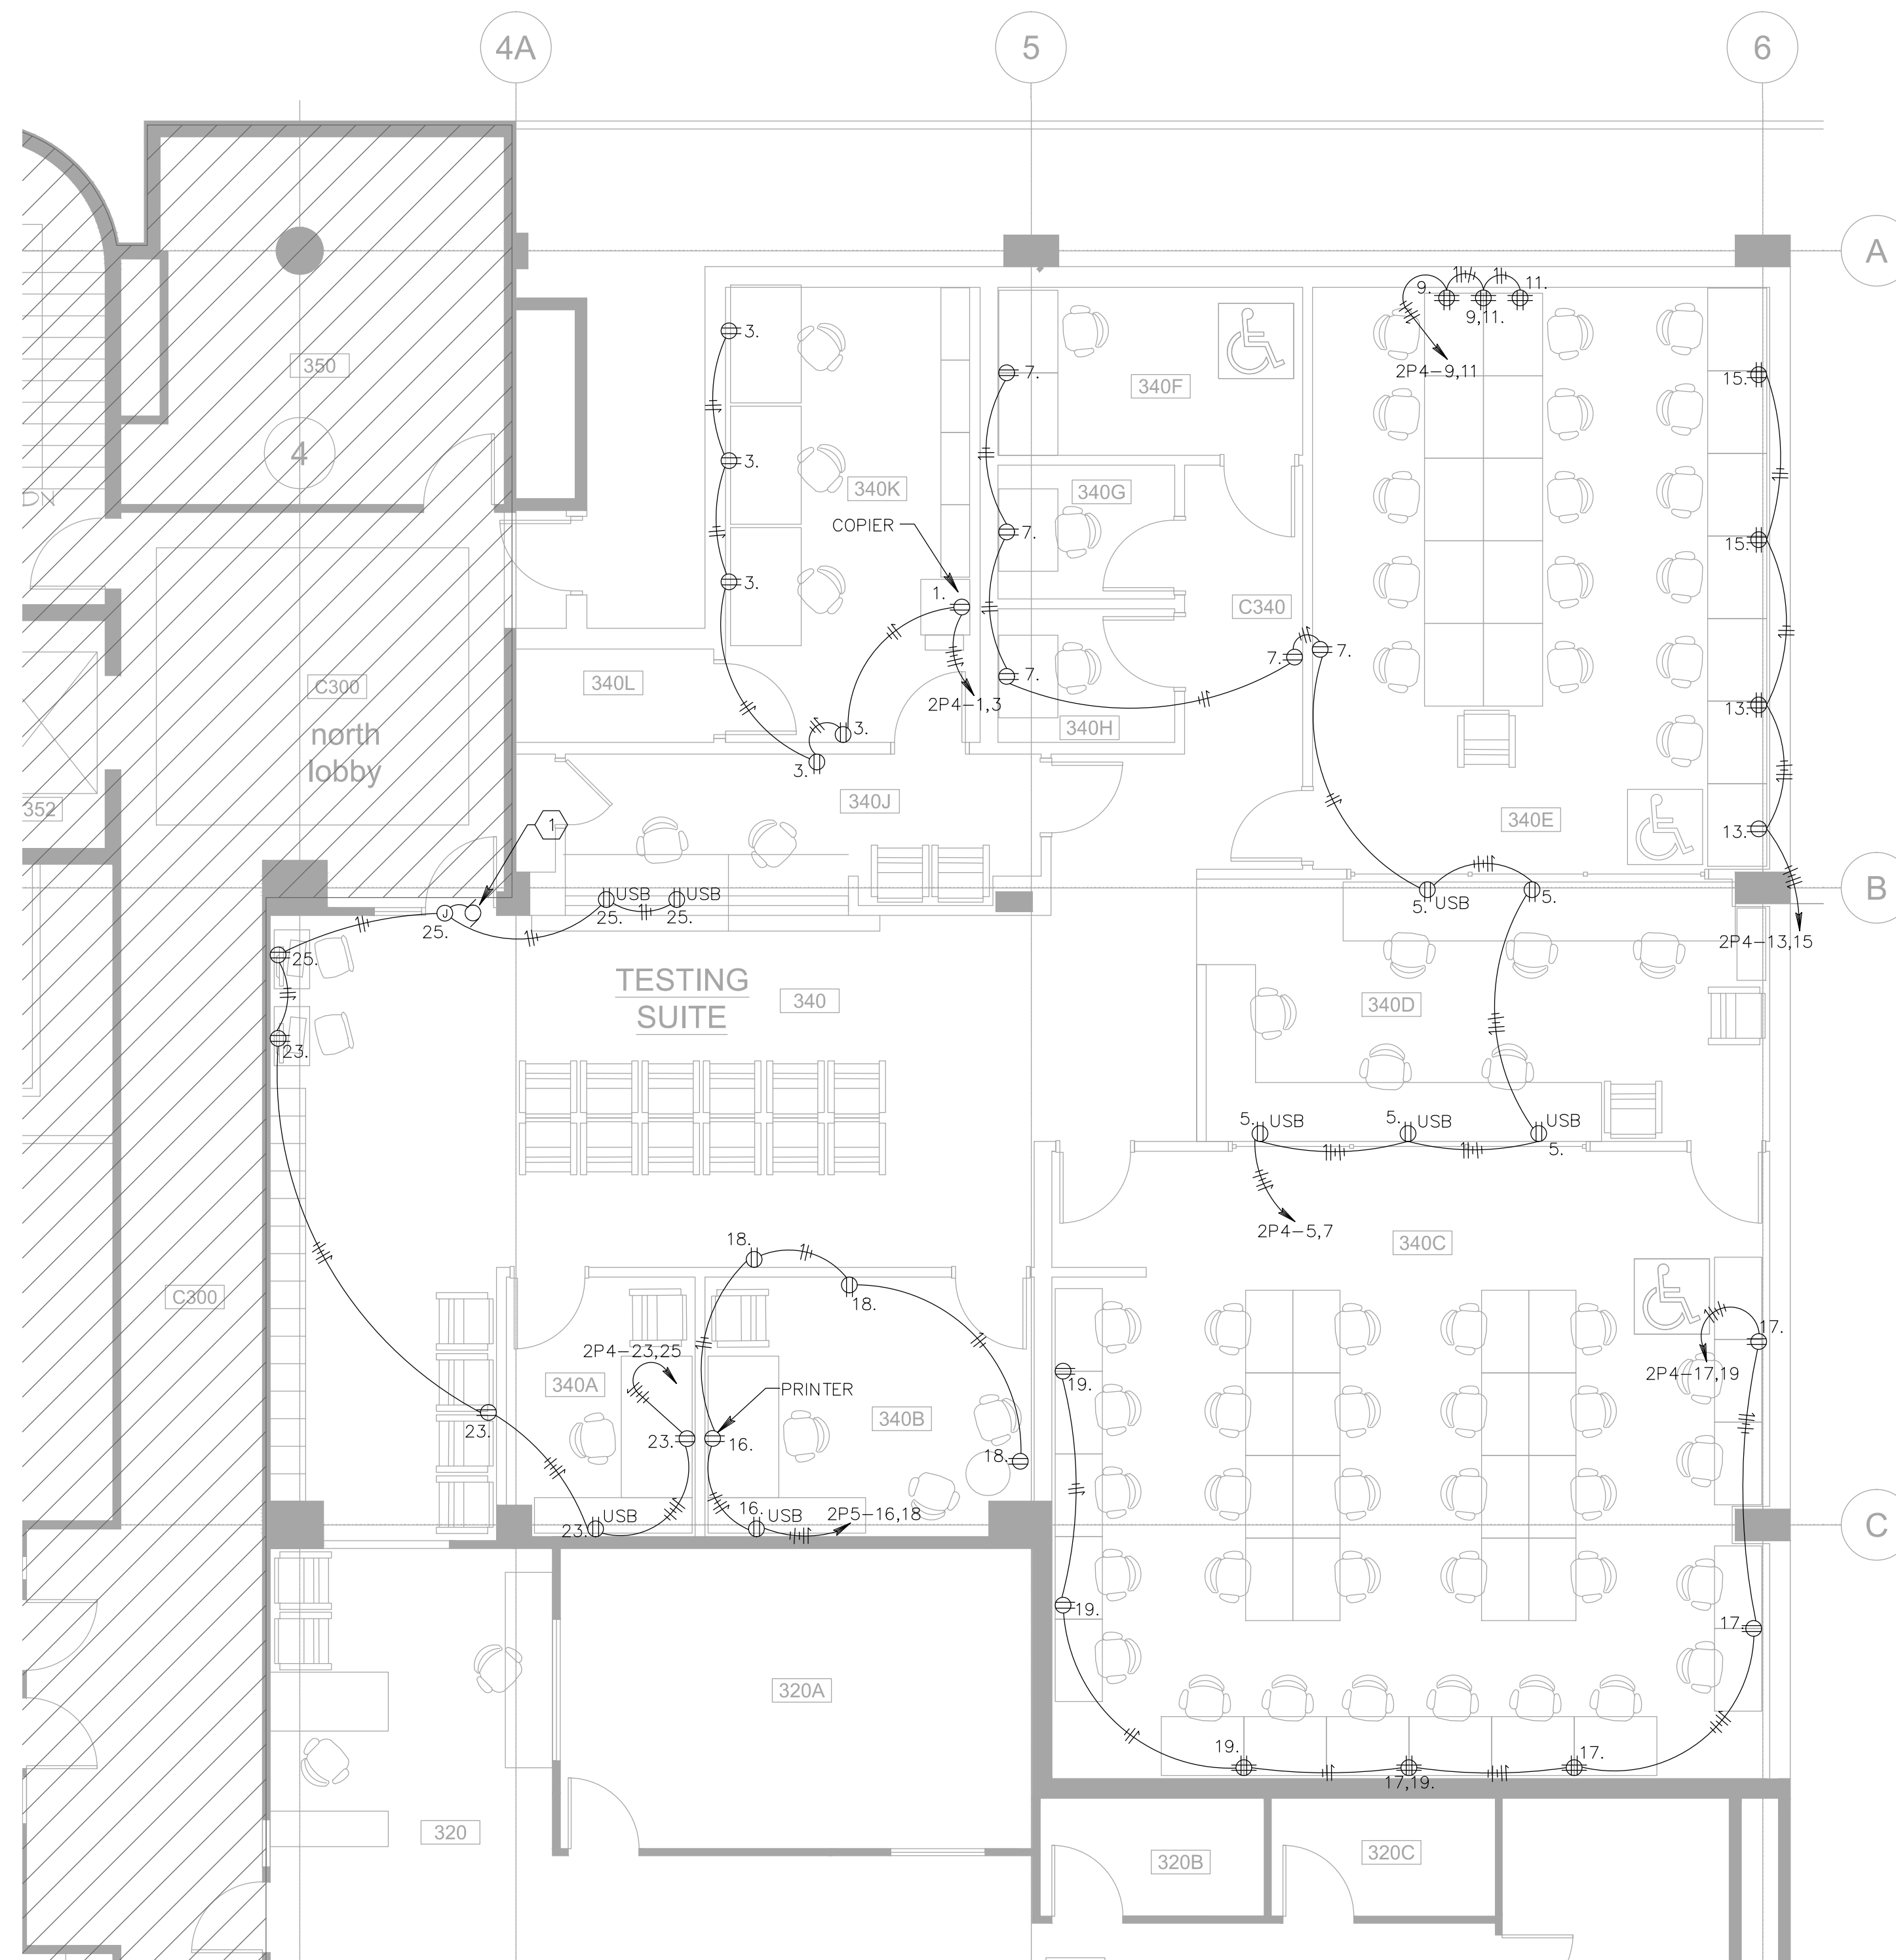 4A
5
6
A
9.
11.
9,11.
3.
7.
350
2P4-9,11
15.
340F
4
3.
340K
340G
DN
COPIER
7.
15.
3.
1.
C340
7.
7.
340L
C300
7.
2P4-1,3
13.
north
lobby
3.
340H
3.
352
340J
1
340E
13.
B
USB
USB
25.
25.
25.
5.
USB
5.
2P4-13,15
25.
TESTING
SUITE
340
340D
23.
5.
USB
5.
USB
USB
5.
18.
2P4-5,7
340C
C300
18.
17.
2P4-23,25
2P4-17,19
340A
PRINTER
19.
340B
23.
23.
16.
18.
USB
23.
16.
USB
2P5-16,18
C
19.
17.
320A
19.
17.
17,19.
320
320B
320C